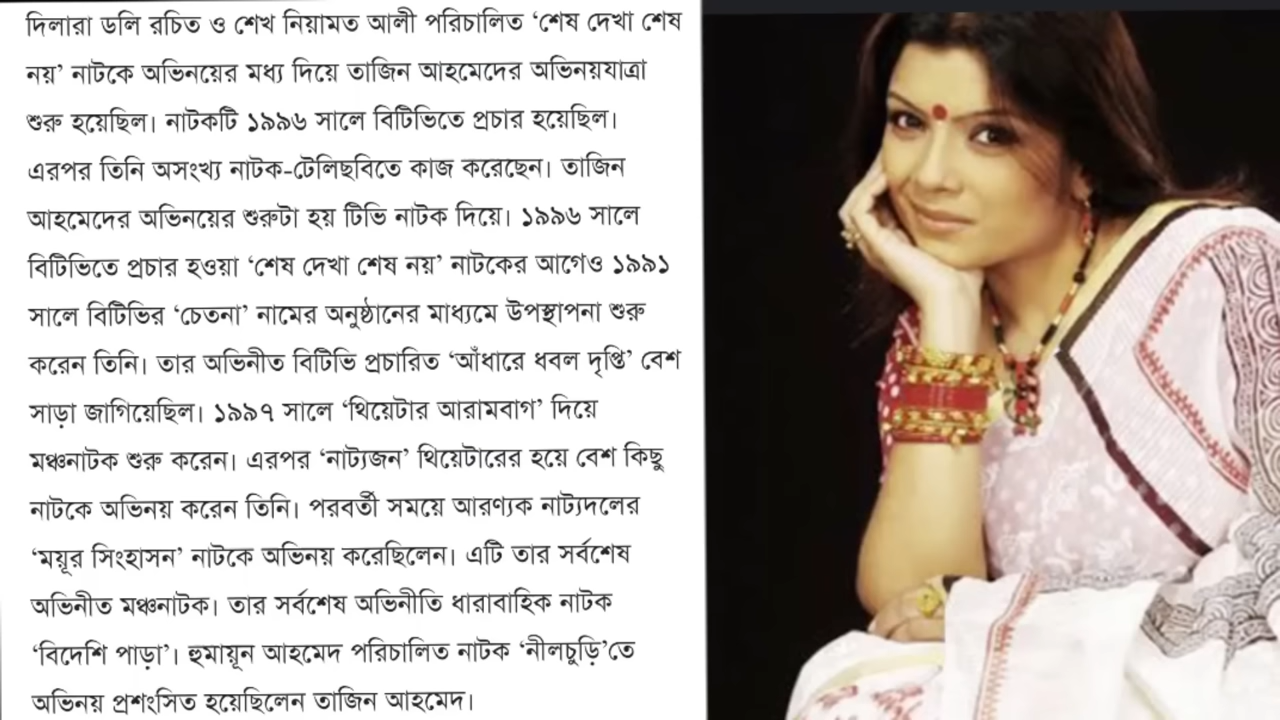 দিলারা ডলি রচিত ও শেখ নিয়ামত আলী পরিচালিত ‘শেষ দেখা শেষ
নয়’ নাটকে অভিনয়ের মধ্য দিয়ে তাজিন আহমেদের অভিনয়যাত্রা
শুরু হয়েছিল। নাটকটি ১৯৯৬ সালে বিটিভিতে প্রচার হয়েছিল।
এরপর তিনি অসংখ্য নাটক-টেলিছবিতে কাজ করেছেন। তাজিন
আহমেদের অভিনয়ের শুরুটা হয় টিভি নাটক দিয়ে। ১৯৯৬ সালে
বিটিভিতে প্রচার হওয়া ‘শেষ দেখা শেষ নয়’ নাটকের আগেও ১৯৯১
সালে বিটিভির ‘চেতনা’ নামের অনুষ্ঠানের মাধ্যমে উপস্থাপনা শুরু
করেন তিনি। তার অভিনীত বিটিভি প্রচারিত ‘আঁধারে ধবল দৃপ্তি’ বেশ
সাড়া জাগিয়েছিল। ১৯৯৭ সালে ‘থিয়েটার আরামবাগ’ দিয়ে
মঞ্চনাটক শুরু করেন। এরপর ‘নাট্যজন’ থিয়েটারের হয়ে বেশ কিছু
নাটকে অভিনয় করেন তিনি। পরবর্তী সময়ে আরণ্যক নাট্যদলের
‘ময়ূর সিংহাসন’ নাটকে অভিনয় করেছিলেন। এটি তার সর্বশেষ
অভিনীত মঞ্চনাটক। তার সর্বশেষ অভিনীতি ধারাবাহিক নাটক
‘বিদেশি পাড়া’। হুমায়ূন আহমেদ পরিচালিত নাটক ‘নীলচুড়ি’তে
অভিনয় প্রশংসিত হয়েছিলেন তাজিন আহমেদ।